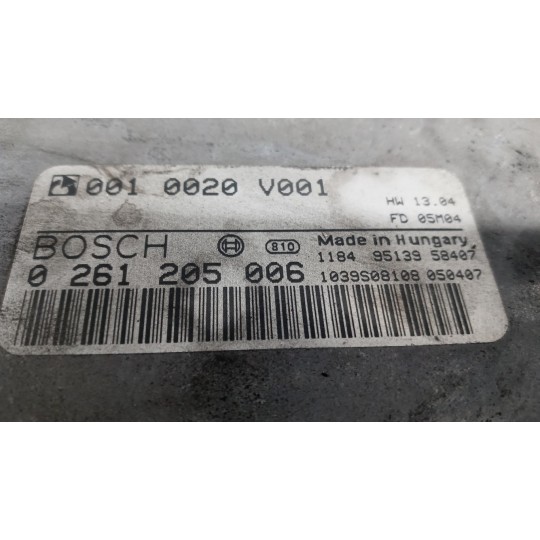 001 0020 V001
HW 13.04
FD 05M04
BOSCH 810 Made in Hungary
1184 95139 58407
0 261 205 006 1039S08108 050407